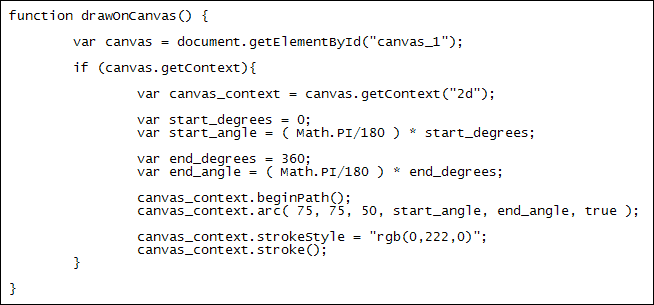 function drawOnCanvas() {
var canvas = document.getElementById("canvas_1");
if (canvas.getContext){
var canvas_context = canvas.getContext("2d");
var start_degrees = 0;
var start_angle = ( Math.PI/180 ) * start_degrees;
var end_degrees = 360;
var end_angle = ( Math.PI/180 ) * end_degrees;
canvas_context.beginPath();
canvas_context.arc( 75, 75, 50, start_angle, end_angle, true );
canvas_context.strokeStyle = "rgb(0,222,0)";
canvas_context.stroke();
}
}